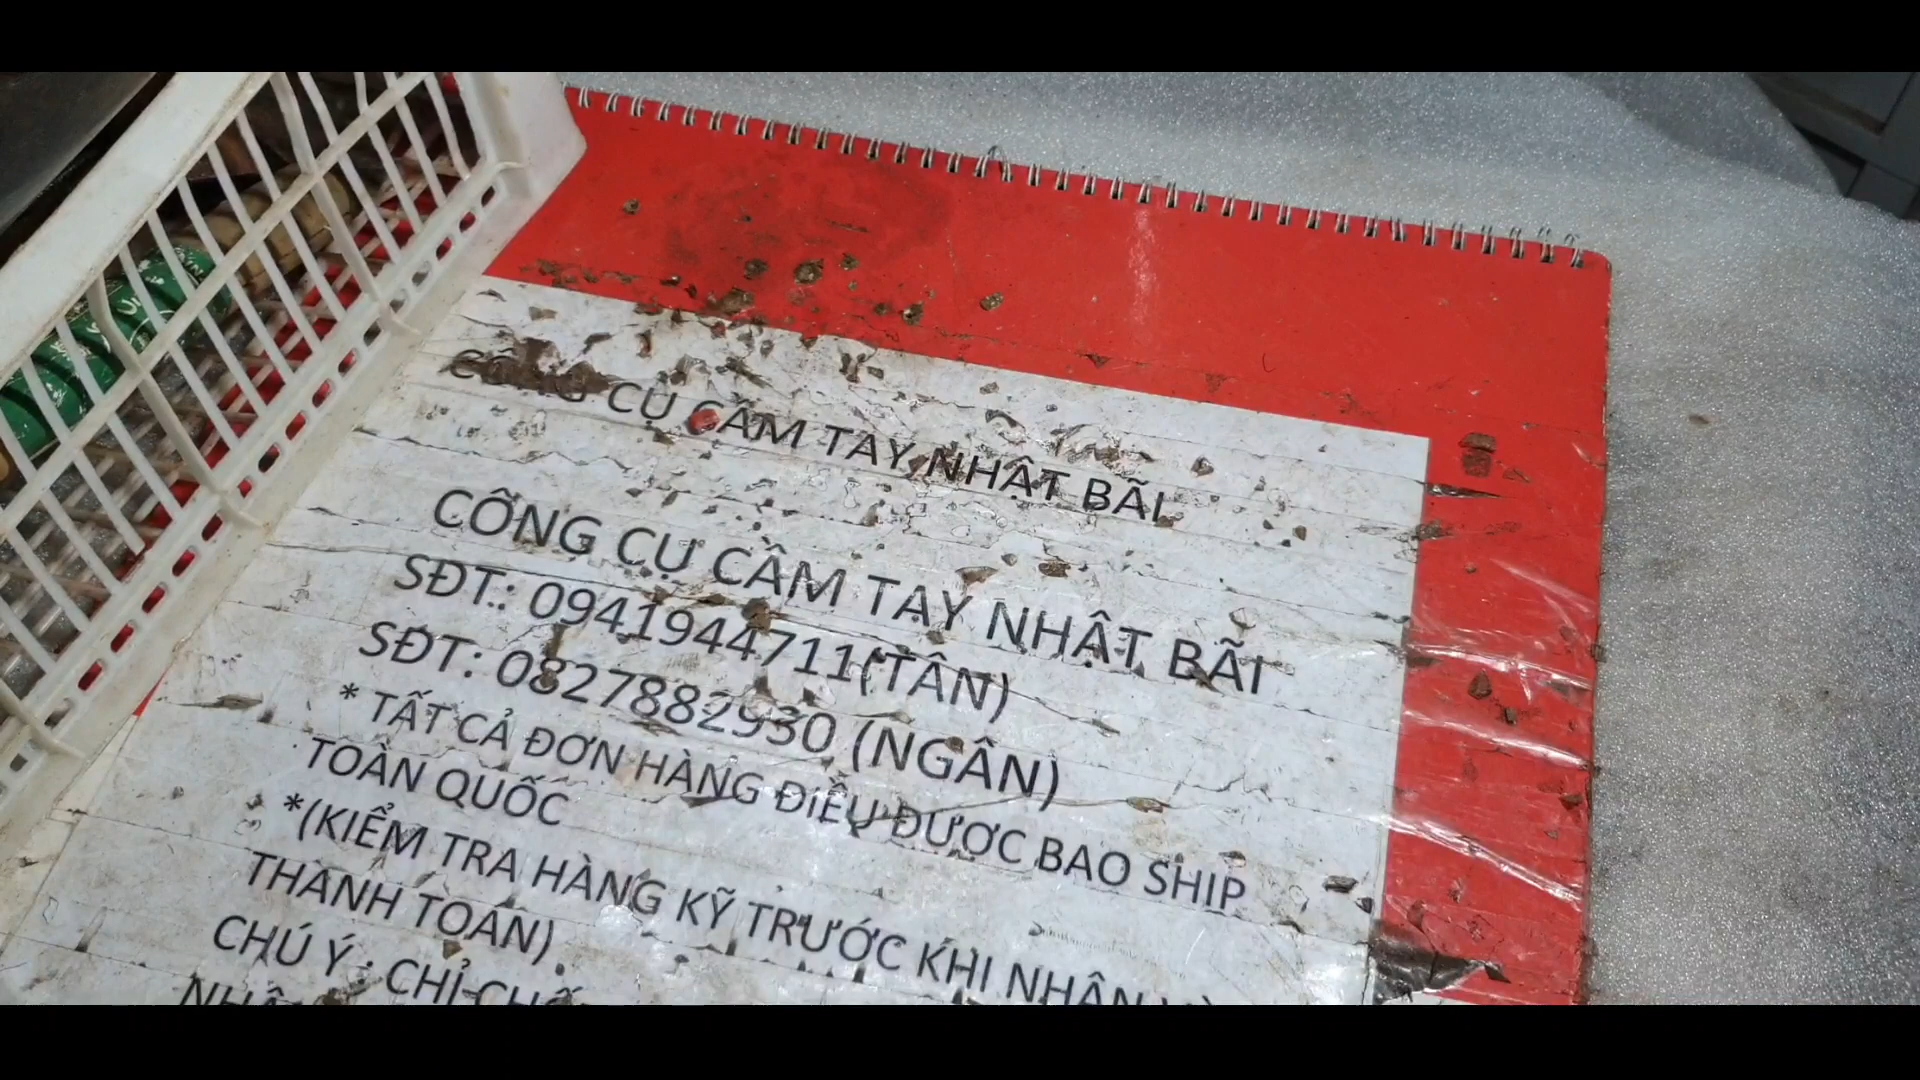 CÔNG CỤ CẦM TAY NHẬT BÃI
CÔNG CỤ CẦM TAY NHẬT BÃI
SĐT: 0941944711(TÂN)
SĐT: 0827882930 (NGÂN)
* TẤT CẢ ĐƠN HÀNG ĐIỀU ĐƯỢC BAO SHIP
TOÀN QUỐC
*(KIỂM TRA HÀNG KỸ TRƯỚC KHI NHẬN VÀ
THANH TOÁN)
CHÚ Ý : CHỈ